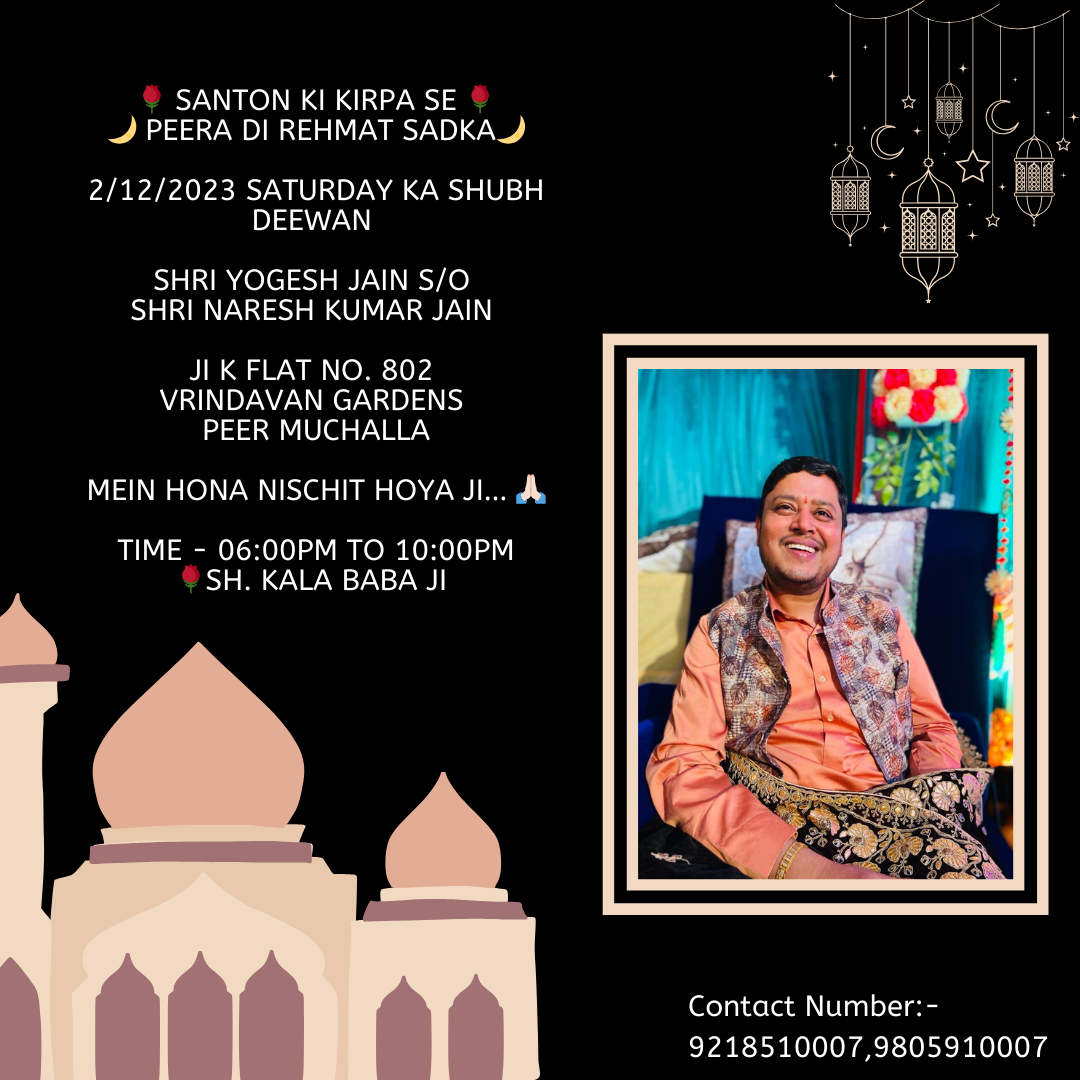 🌹 SANTON KI KIRPA SE 🌹
🌙 PEERA DI REHMAT SADKA🌙
2/12/2023 SATURDAY KA SHUBH
DEEWAN
SHRI YOGESH JAIN S/O
SHRI NARESH KUMAR JAIN
JI K FLAT NO. 802
VRINDAVAN GARDENS
PEER MUCHALLA
MEIN HONA NISCHIT HOYA JI... 🙏🏻
TIME - 06:00PM TO 10:00PM
🌹SH. KALA BABA JI
Contact Number:-
9218510007,9805910007